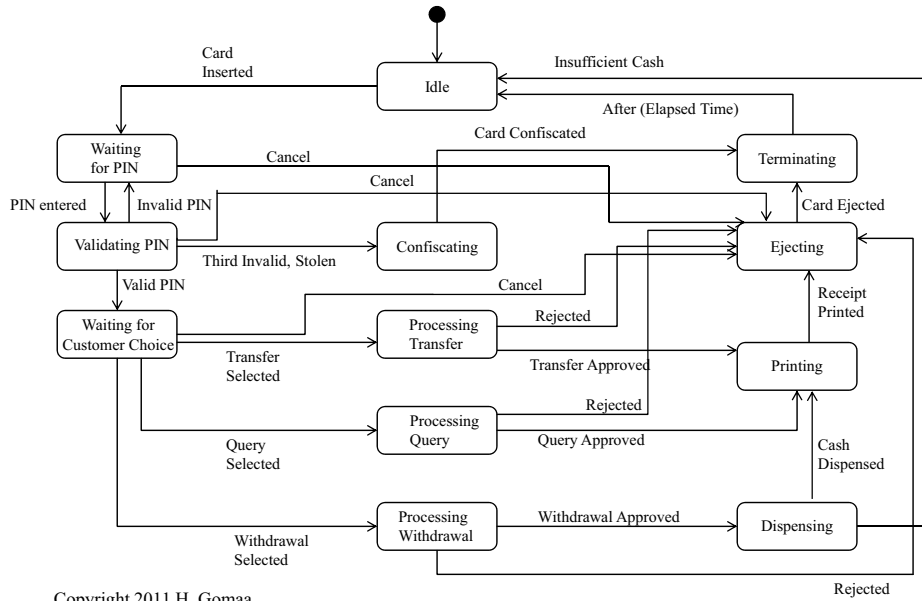 Card
Inserted
Idle
Insufficient Cash
After (Elapsed Time)
Card Confiscated
Waiting
for PIN
Cancel
Terminating
PIN entered
Invalid PIN
Cancel
Card Ejected
Validating PIN
Third Invalid, Stolen
Confiscating
Ejecting
Valid PIN
Cancel
Receipt
Printed
Waiting for
Customer Choice
Processing
Transfer
Rejected
Transfer
Selected
Transfer Approved
Printing
Rejected
Processing
Query
Query
Selected
Query Approved
Cash
Dispensed
Processing
Withdrawal
Withdrawal Approved
Dispensing
Withdrawal
Selected
Rejected
Copyright 2011 H. Gomaa